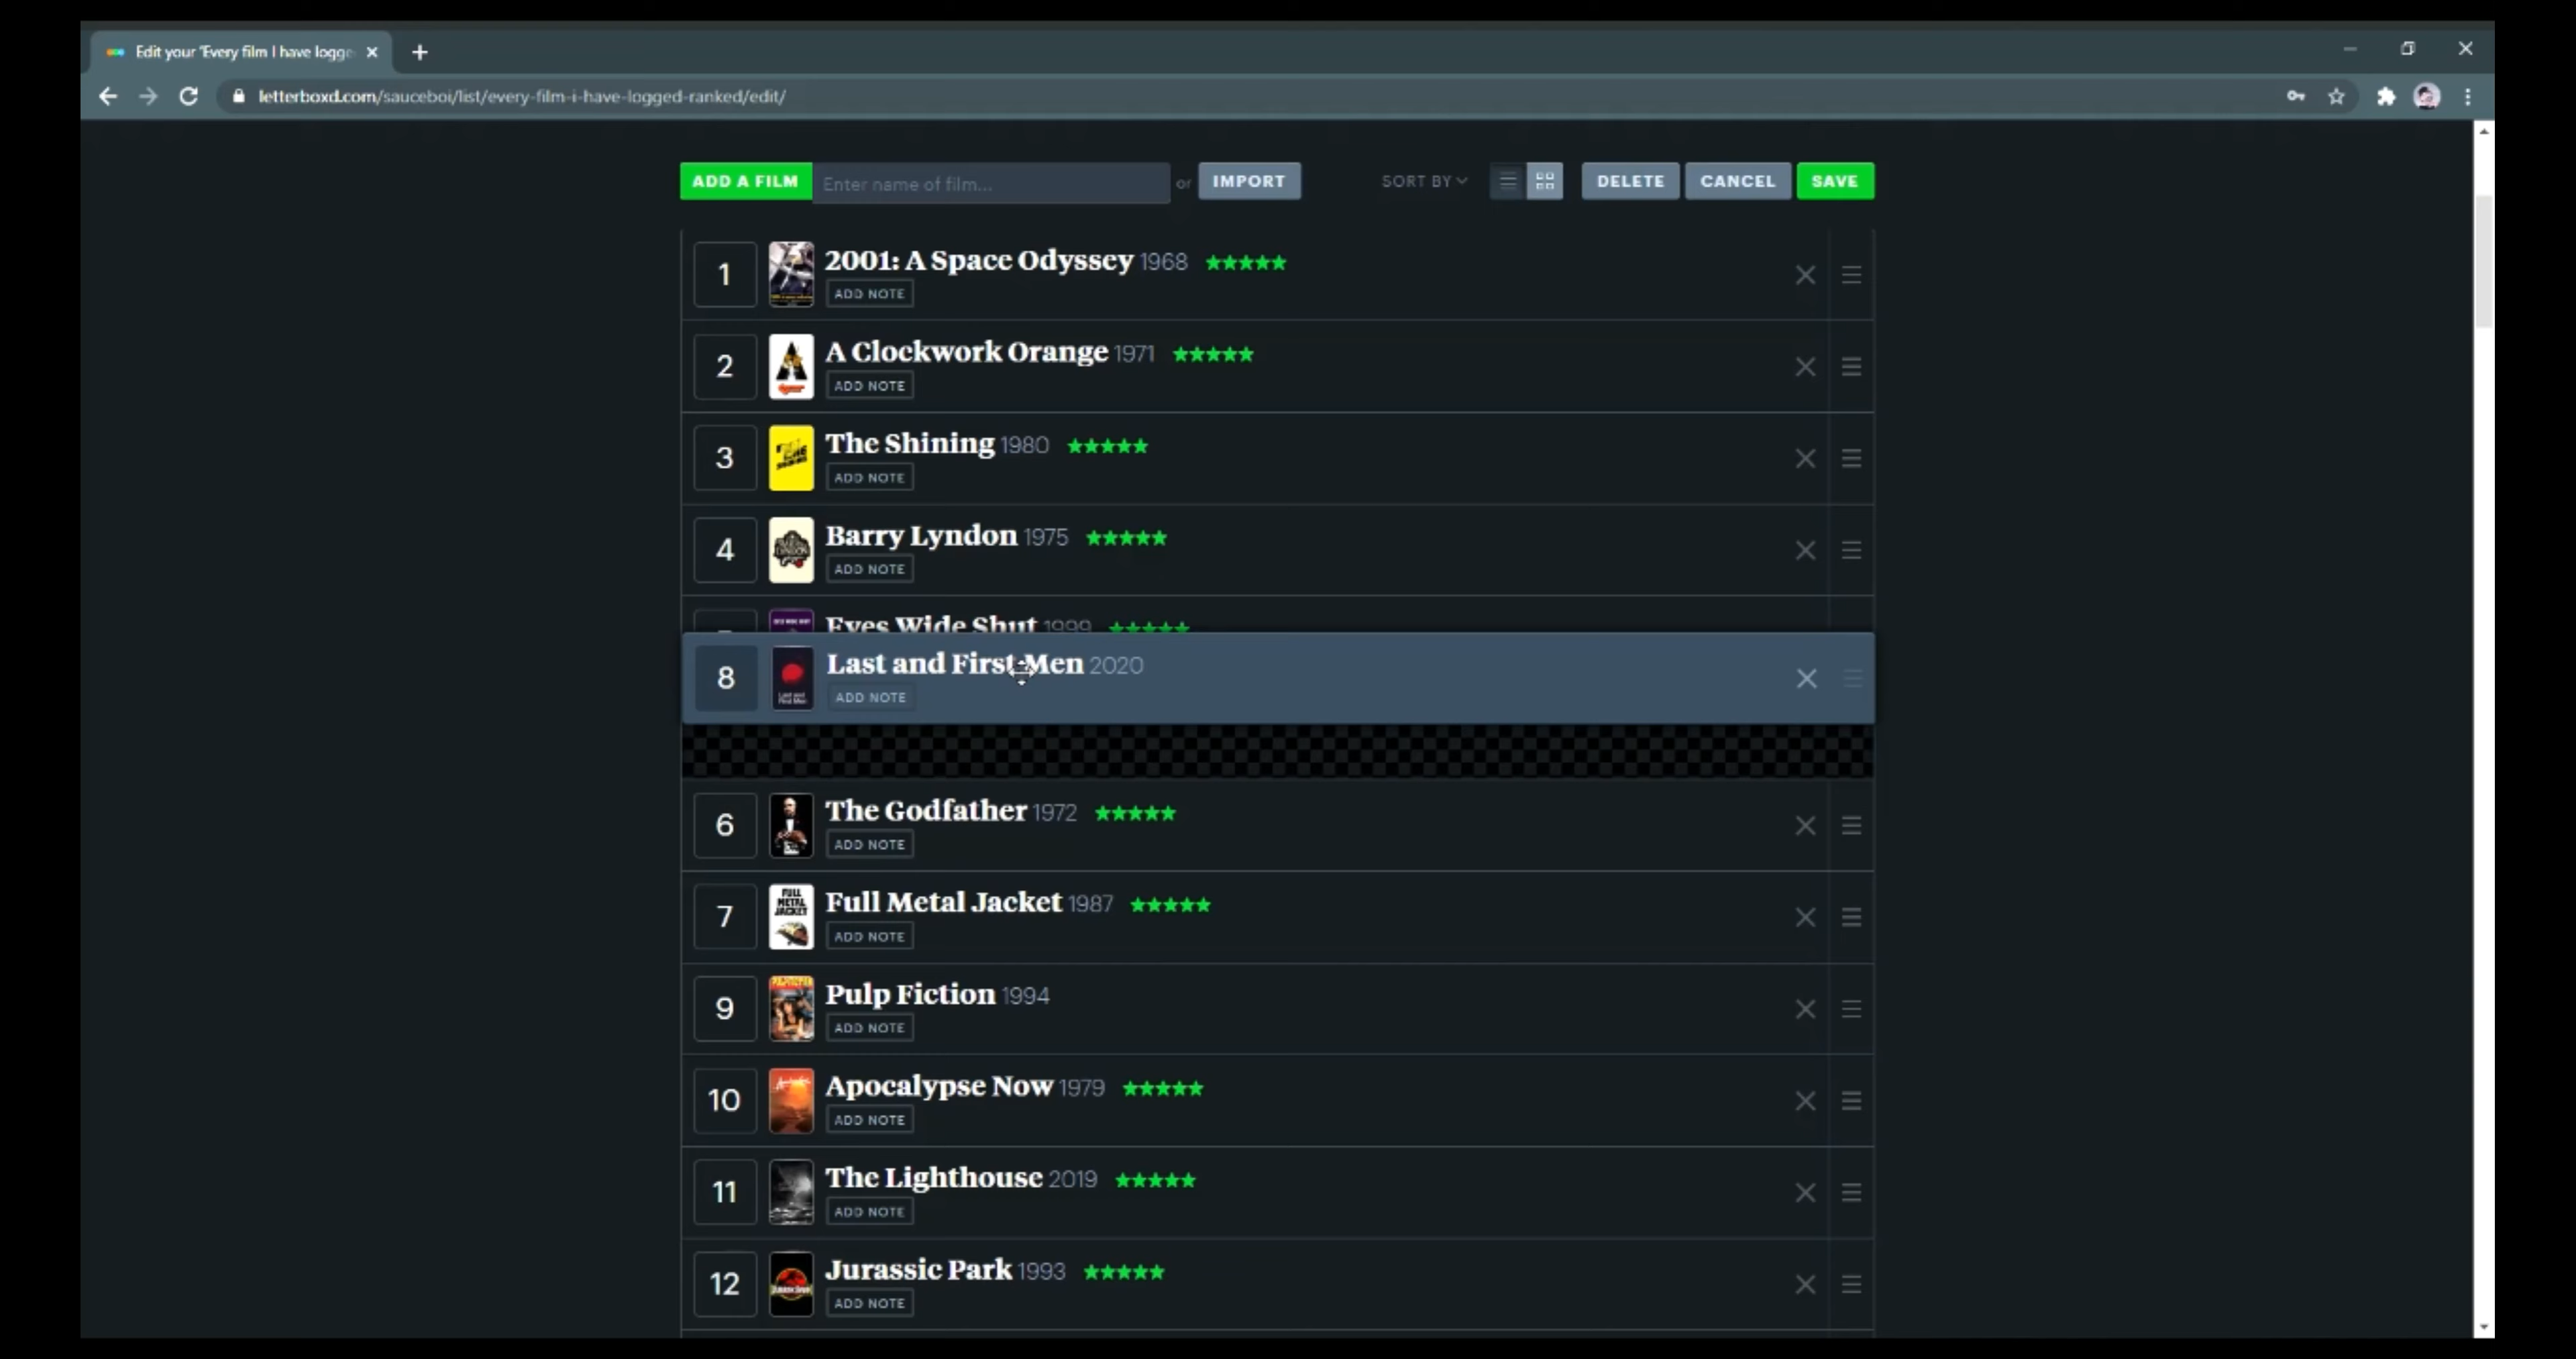 Edit your 'Every film I have logge
letterboxd.com/sauceboi/list/every-film-i-have-logged-ranked/edit/
ADD A FILM Enter name of film... or IMPORT SORT BY DELETE CANCEL SAVE
1 2001: A Space Odyssey 1968
ADD NOTE
2 A Clockwork Orange 1971
ADD NOTE
3 The Shining 1980
ADD NOTE
4 Barry Lyndon 1975
ADD NOTE
Eyes Wide Shut 1999
8 Last and First Men 2020
ADD NOTE
6 The Godfather 1972
ADD NOTE
7 FULL METAL JACKET Full Metal Jacket 1987
ADD NOTE
9 Pulp Fiction 1994
ADD NOTE
10 Apocalypse Now 1979
ADD NOTE
11 The Lighthouse 2019
ADD NOTE
12 Jurassic Park 1993
ADD NOTE